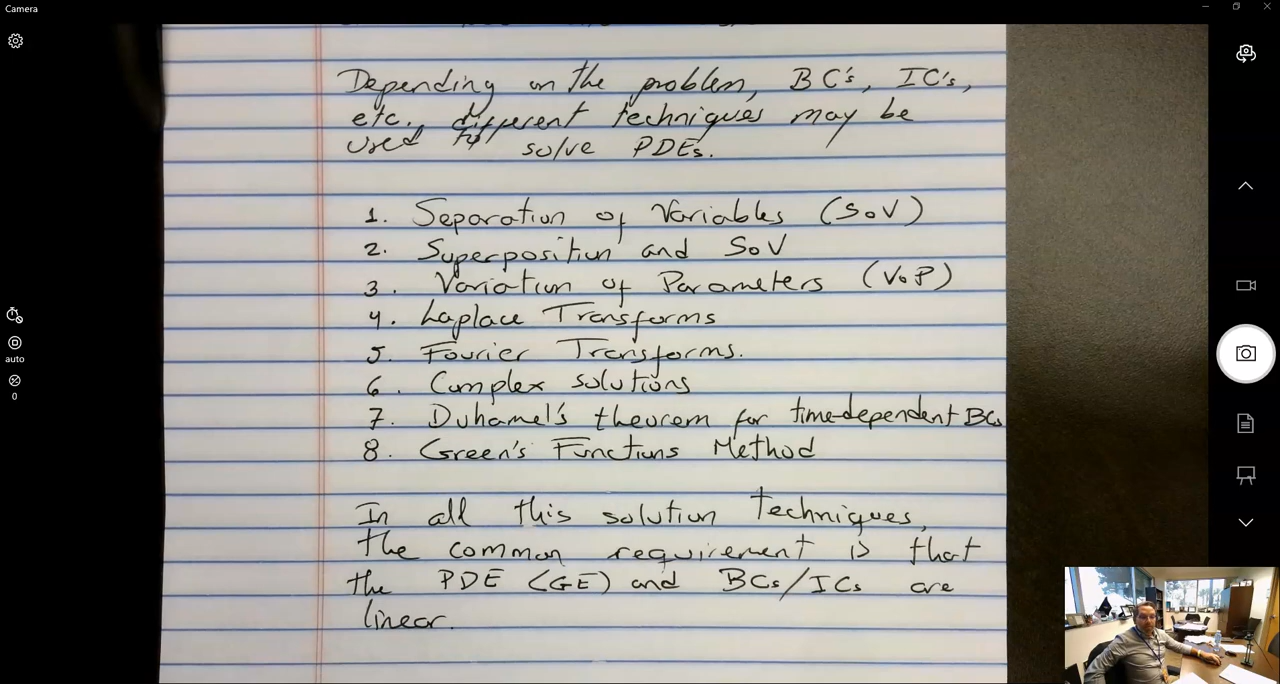 Camera
Depending on the problem, BC's, IC's,
etc., different techniques may be
used to solve PDEs.
1. Separation of Variables (SoV)
2. Superposition and SoV
3. Variation of Parameters (VoP)
4. Laplace Transforms
5. Fourier Transforms.
6. Complex solutions
7. Duhamel's theorem for time-dependent BCs
8. Green's Functions Method
In all this solution techniques,
the common requirement is that
the PDE (GE) and BCs/ICs are
linear.
auto
0